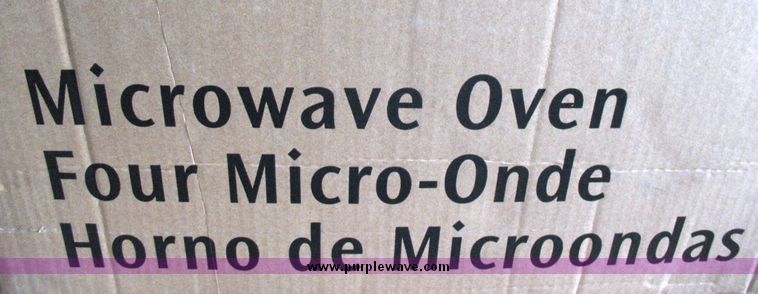 Microwave Oven
Four Micro-Onde
Horno de Microondas
www.purplewave.com